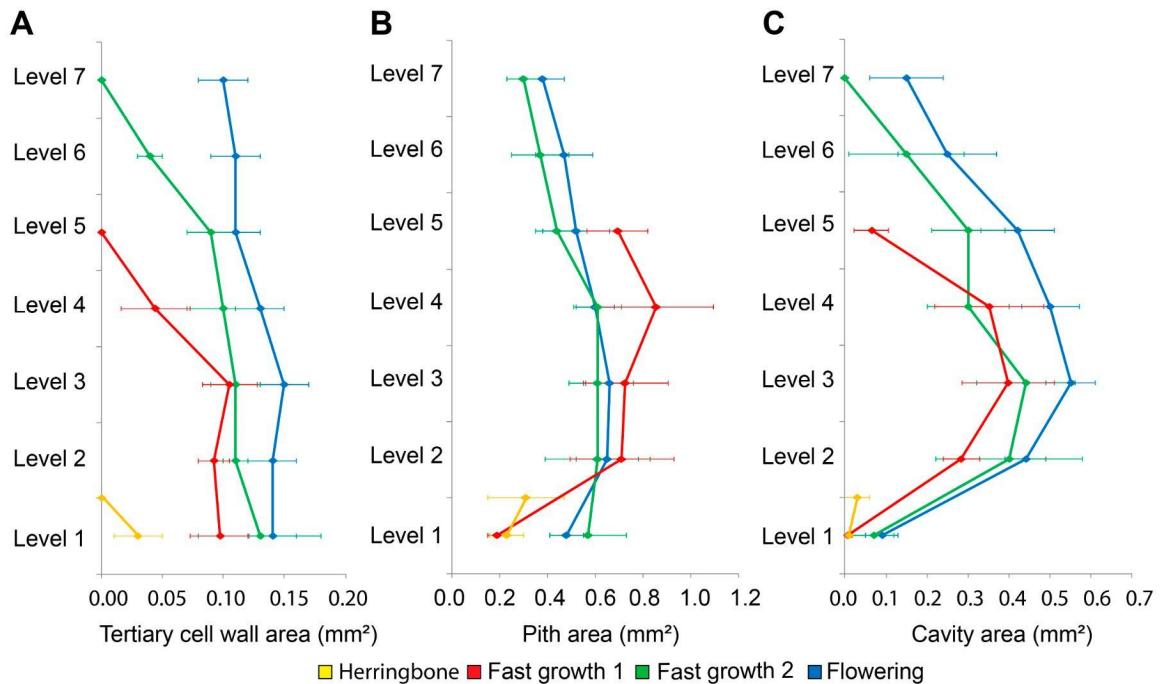 A
Level 7
Level 6
Level 5
Level 4
Level 3
Level 2
Level 1
0.00 0.05 0.10 0.15 0.20
Tertiary cell wall area (mm²)
B
Level 7
Level 6
Level 5
Level 4
Level 3
Level 2
Level 1
0.0 0.2 0.4 0.6 0.8 1.0 1.2
Pith area (mm²)
C
Level 7
Level 6
Level 5
Level 4
Level 3
Level 2
Level 1
0.0 0.1 0.2 0.3 0.4 0.5 0.6 0.7
Cavity area (mm²)
Herringbone Fast growth 1 Fast growth 2 Flowering